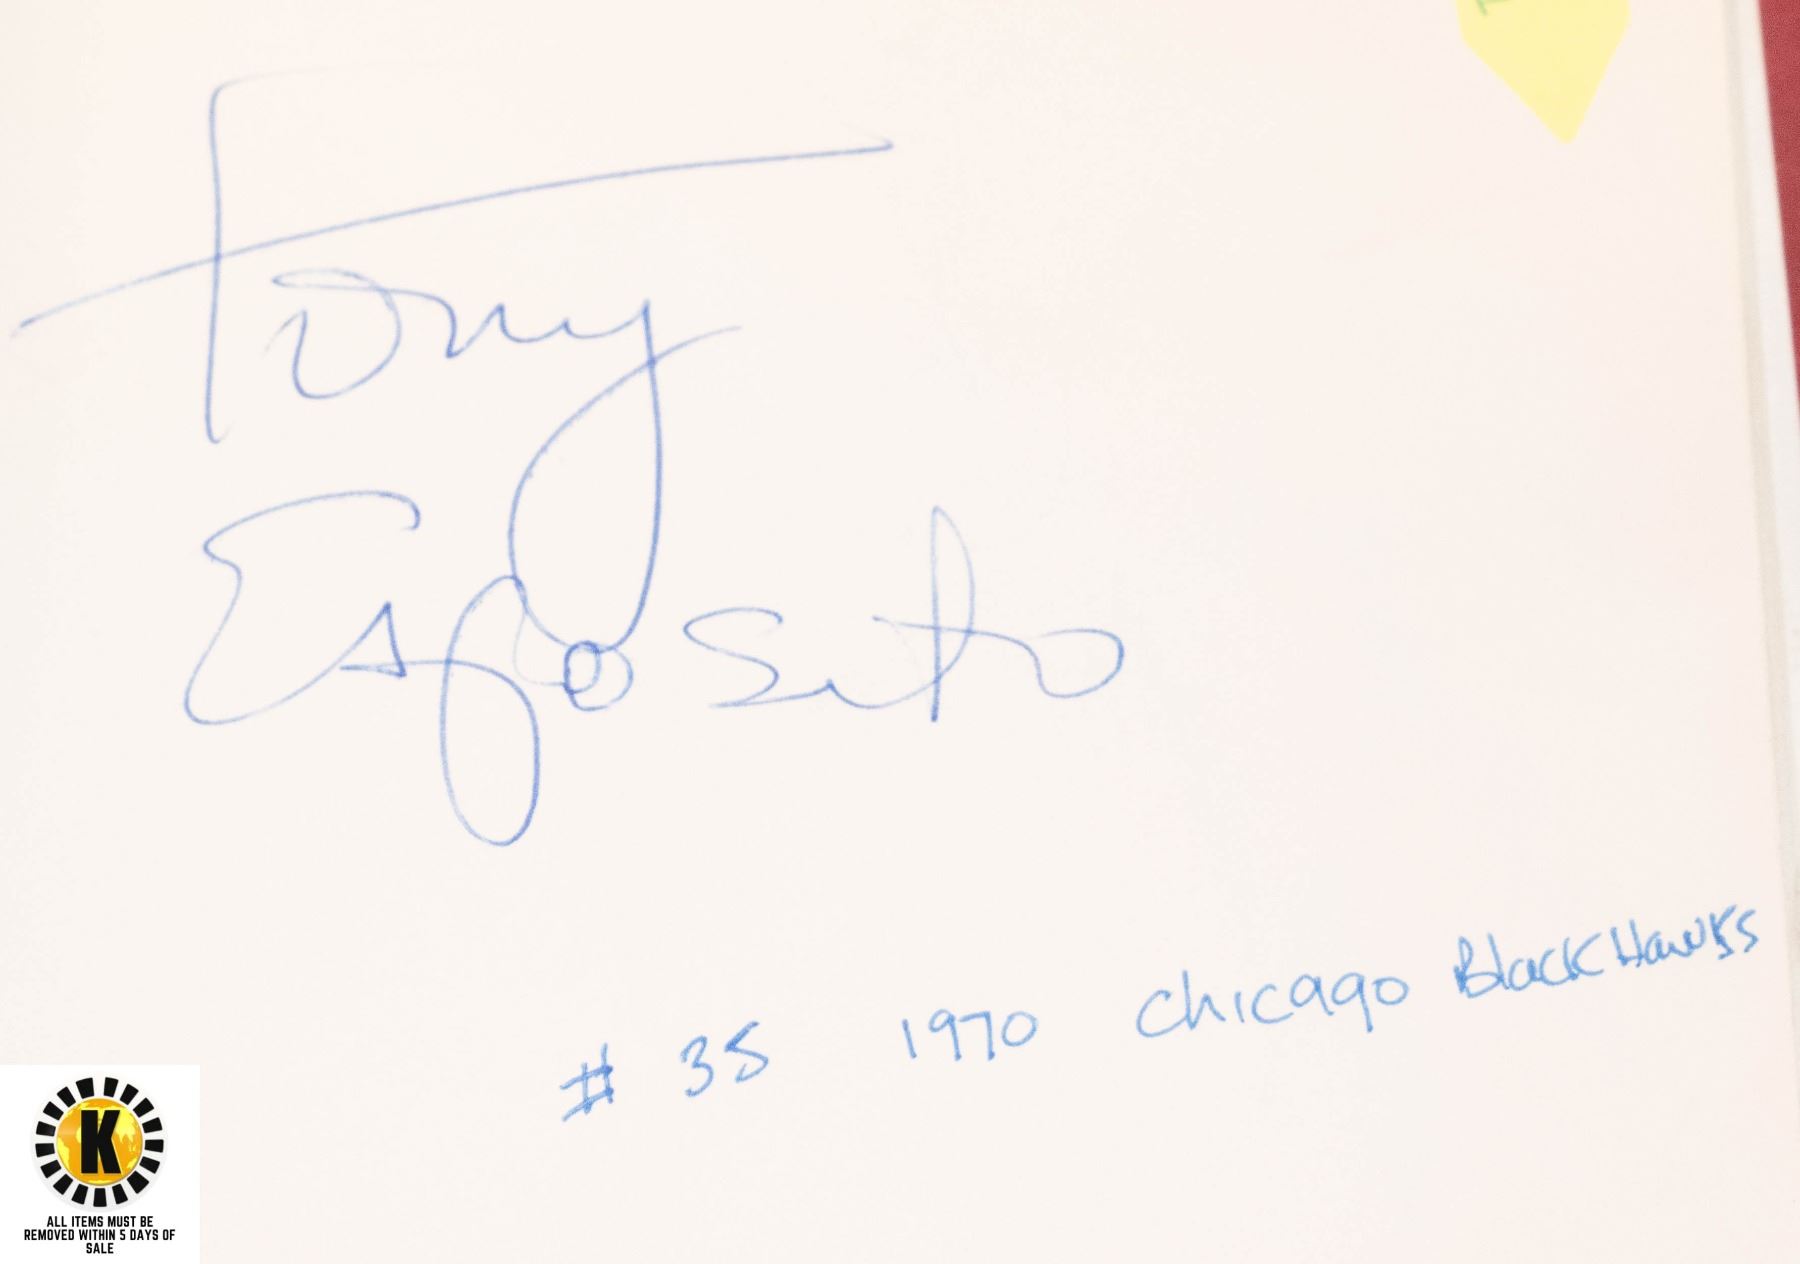 Tony
Esposito
# 35 1970 Chicago BlackHawks
K
ALL ITEMS MUST BE
REMOVED WITHIN 5 DAYS OF
SALE